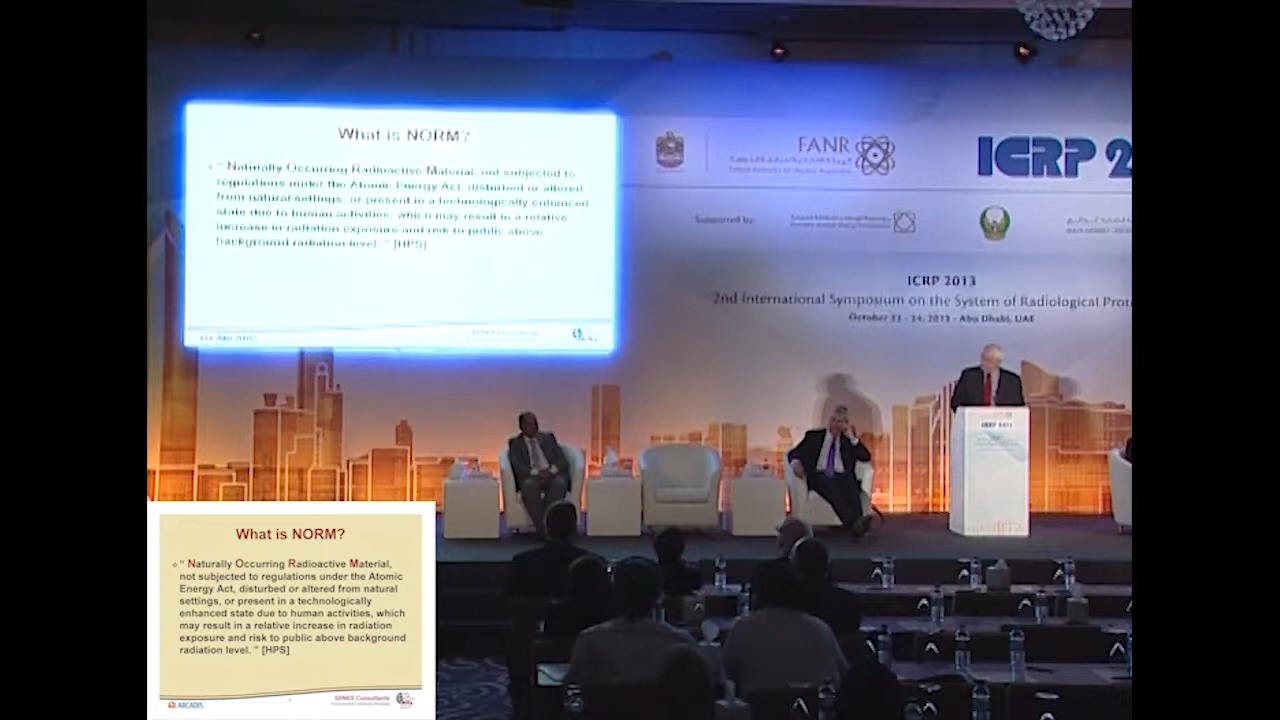 What is NORM?
" Naturally Occurring Radioactive Material, not subjected to
regulations under the Atomic Energy Act, disturbed or altered
from natural settings, or present in a technologically enhanced
state due to human activities, which may result in a relative
increase in radiation exposure and risk to public above
background radiation level. " [HPS]
ARCADIS
FANR
ICRP 2
Supported by:
ICRP 2013
2nd International Symposium on the System of Radiological Prote
October 22 - 24, 2013 - Abu Dhabi, UAE
ICRP 2013
What is NORM?
" Naturally Occurring Radioactive Material,
not subjected to regulations under the Atomic
Energy Act, disturbed or altered from natural
settings, or present in a technologically
enhanced state due to human activities, which
may result in a relative increase in radiation
exposure and risk to public above background
radiation level. " [HPS]
ARCADIS
SENES Consultants